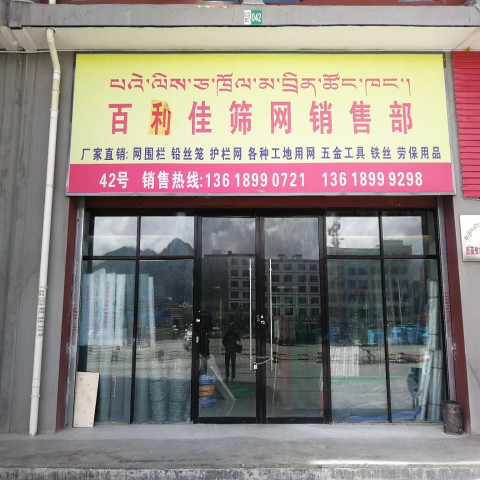 042
པའེ་ལིས་ཅ་ཁྲོལ་མ་བྲིན་ཚོང་ཁང་།
百利佳筛网销售部
厂家直销: 网围栏 铅丝笼 护栏网 各种工地用网 五金工具 铁丝 劳保用品
42号 销售热线:136 1899 0721 136 1899 9298